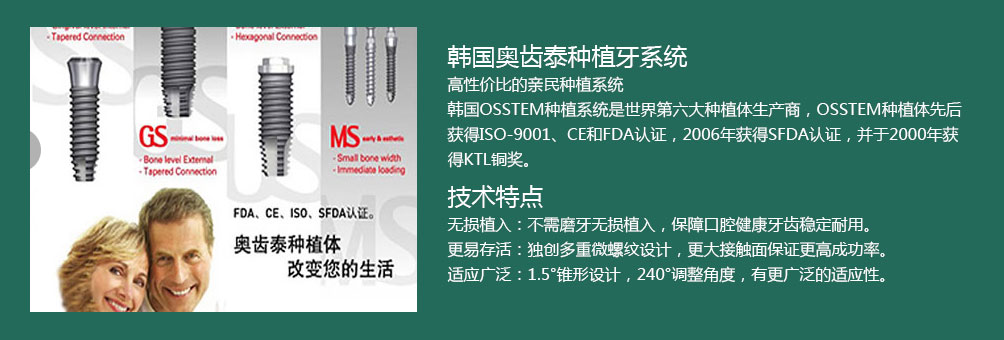 - Tapered Connection
- Hexagonal Connection
GS minimal bone loss
- Bone level External
- Tapered Connection
MS early & esthetic
- Small bone width
- Immediate loading
FDA、CE、ISO、SFDA认证。
奥齿泰种植体
改变您的生活
韩国奥齿泰种植牙系统
高性价比的亲民种植系统
韩国OSSTEM种植系统是世界第六大种植体生产商，OSSTEM种植体先后
获得ISO-9001、CE和FDA认证，2006年获得SFDA认证，并于2000年获
得KTL铜奖。
技术特点
无损植入：不需磨牙无损植入，保障口腔健康牙齿稳定耐用。
更易存活：独创多重微螺纹设计，更大接触面保证更高成功率。
适应广泛：1.5°锥形设计，240°调整角度，有更广泛的适应性。